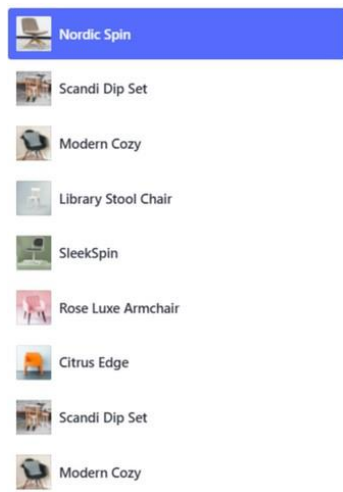 Nordic Spin
Scandi Dip Set
Modern Cozy
Library Stool Chair
SleekSpin
Rose Luxe Armchair
Citrus Edge
Scandi Dip Set
Modern Cozy